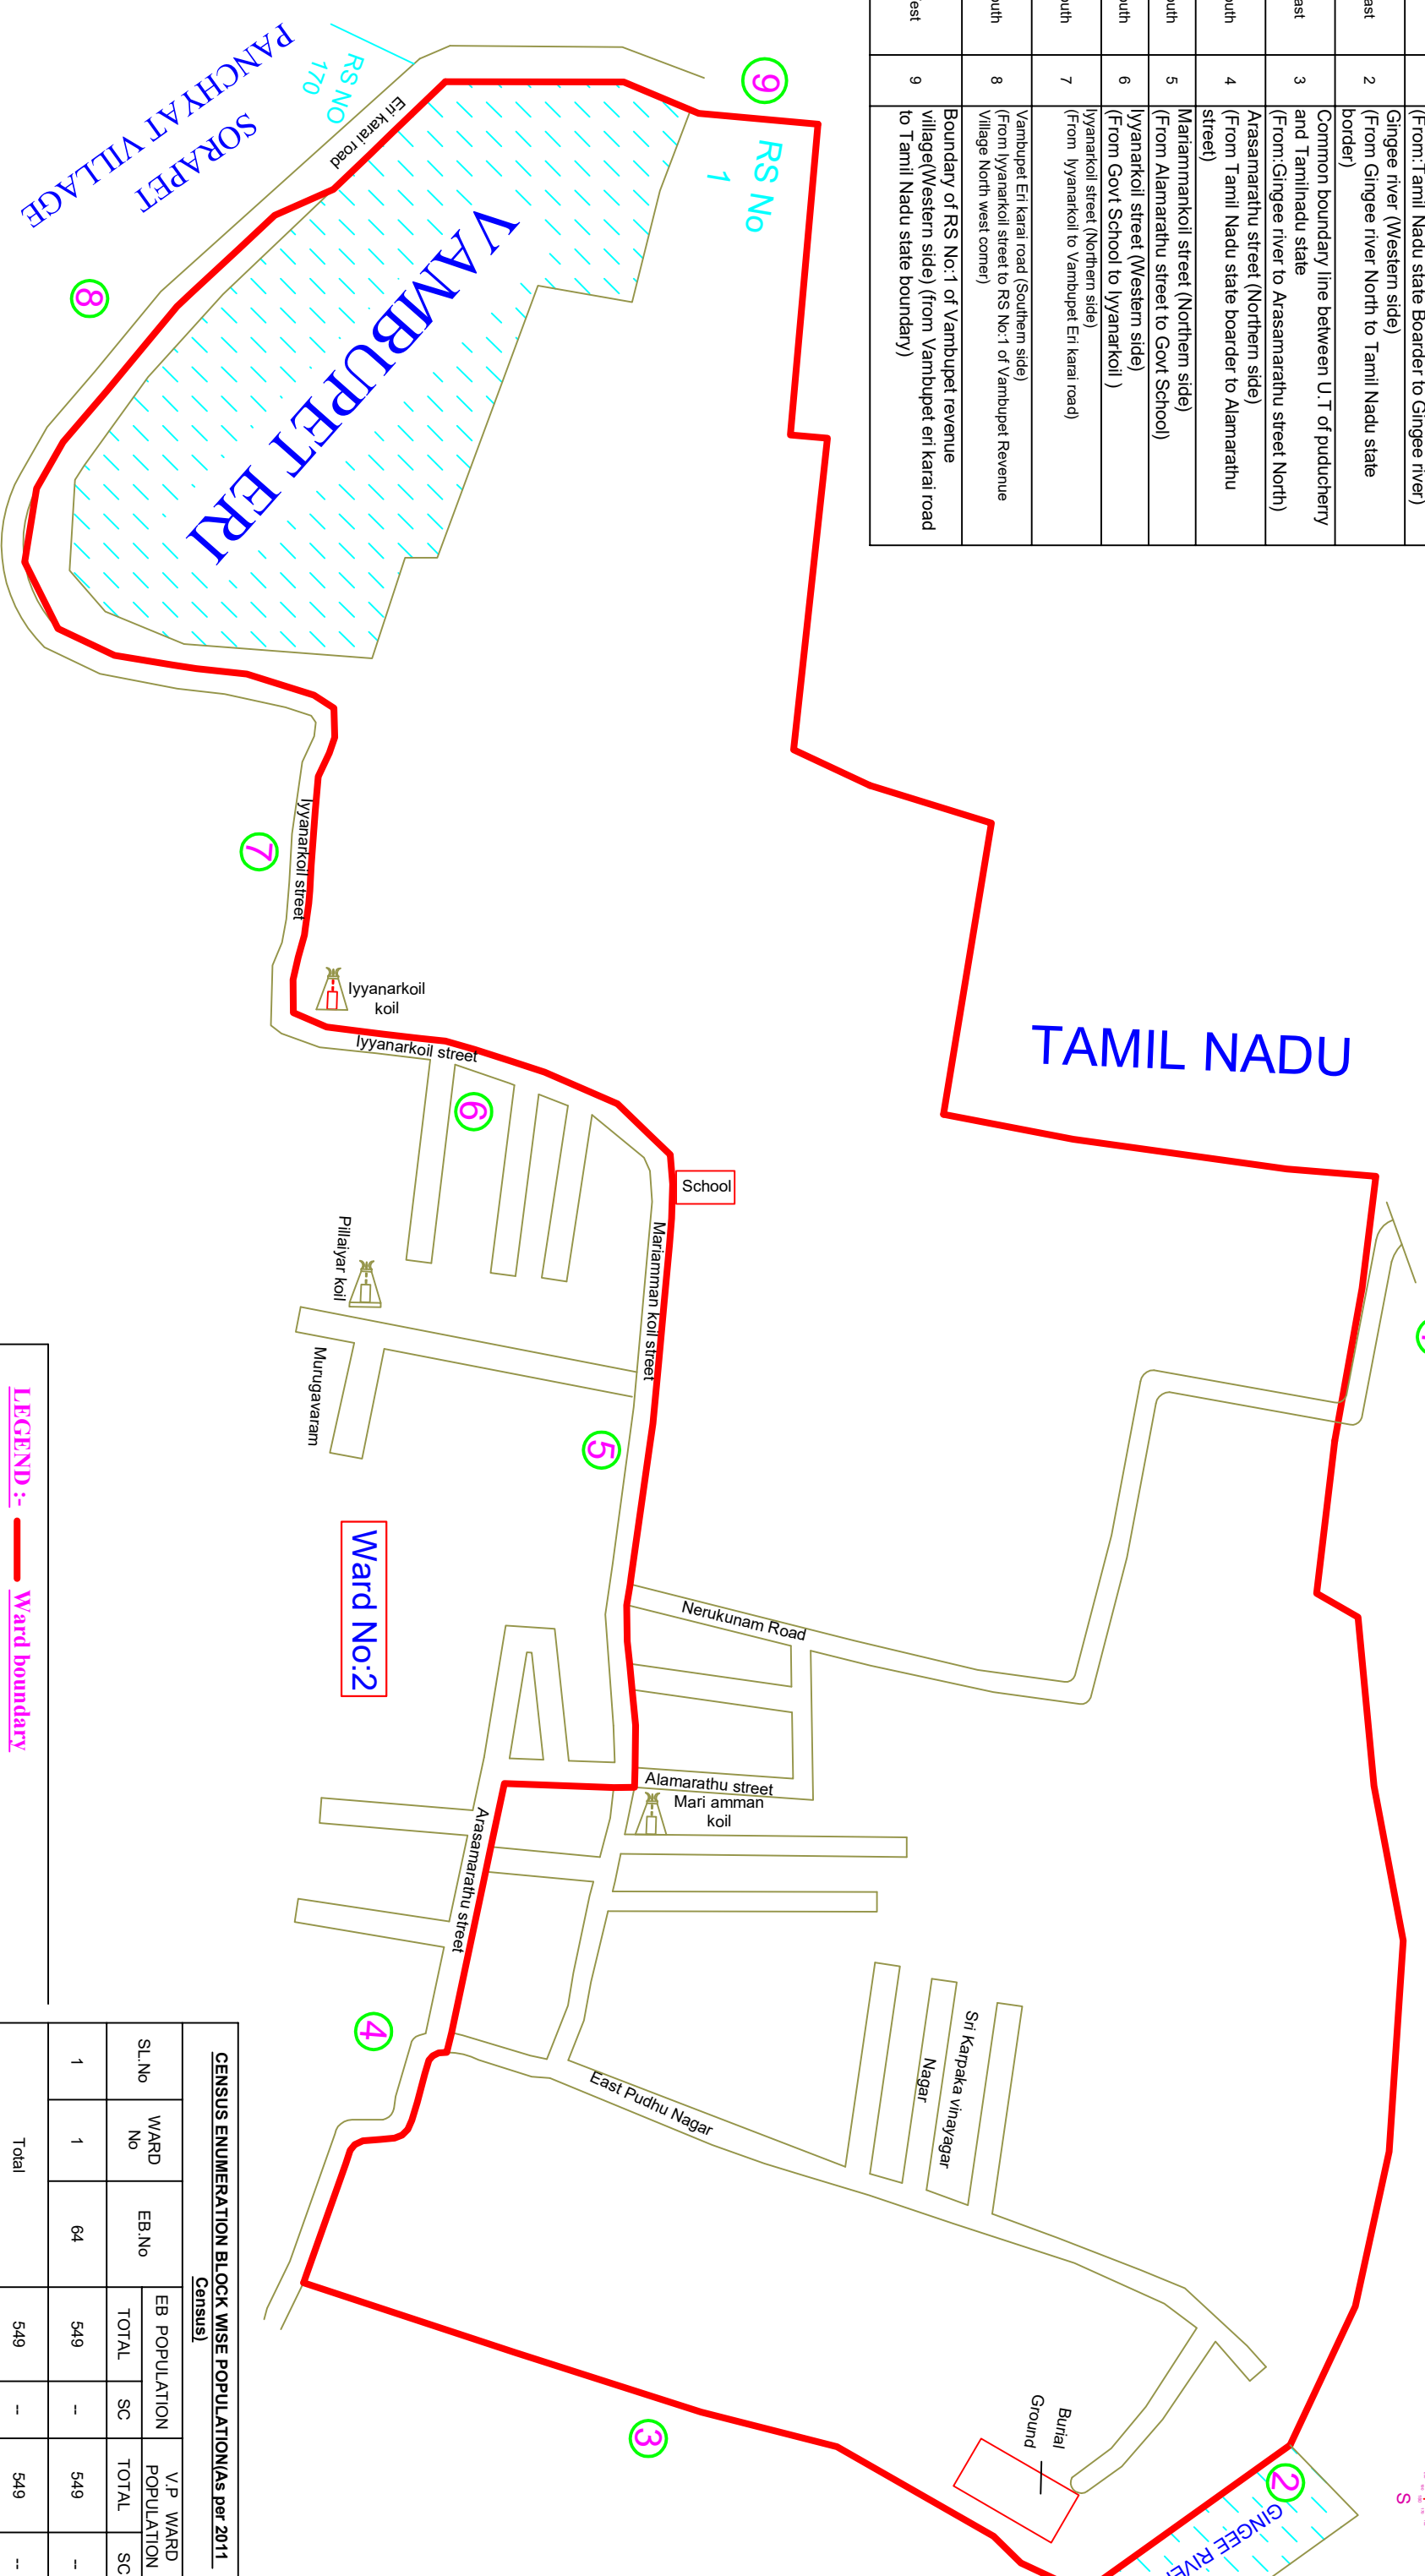 (From:Tamil Nadu state Boarder to Gingee river)
2
Gingee river (Western side)
(From Gingee river North to Tamil Nadu state
border)
3
Common boundary line between U.T of puducherry
and Tamilnadu state
(From:Gingee river to Arasamarathu street North)
4
Arasamarathu street (Northern side)
(From Tamil Nadu state boarder to Alamarathu
street)
5
Mariammankoil street (Northern side)
(From Alamarathu street to Govt School)
6
Iyyanarkoil street (Western side)
(From Govt School to Iyyanarkoil )
7
Iyyanarkoil street (Northern side)
(From Iyyanarkoil to Vambupet Eri karai road)
8
Vambupet Eri karai road (Southern side)
(From Iyyanarkoil street to RS No:1 of Vambupet Revenue
Village North west corner)
9
Boundary of RS No:1 of Vambupet revenue
village(Western side) (from Vambupet eri karai road
to Tamil Nadu state boundary)
9
RS No
1
RS NO
170
SORAPET
PANCHYAT VILLAGE
Eri karai road
VAMBUPET ERI
8
7
Iyyanarkoil street
Iyyanarkoil
koil
Iyyanarkoil street
6
TAMIL NADU
School
Mariamman koil street
Pillaiyar koil
Murugavaram
5
Ward No:2
Nerukunam Road
Alamarathu street
Mari amman
koil
Arasamarathu street
4
East Pudhu Nagar
Sri Karpaka vinayagar
Nagar
Burial
Ground
3
2
S
LEGEND :-
Ward boundary
CENSUS ENUMERATION BLOCK WISE POPULATION(As per 2011
Census)
SL.No
WARD
No
EB.No
EB POPULATION
V.P WARD
POPULATION
TOTAL SC TOTAL SC
1 1 64 549 -- 549 --
Total 549 -- 549 --